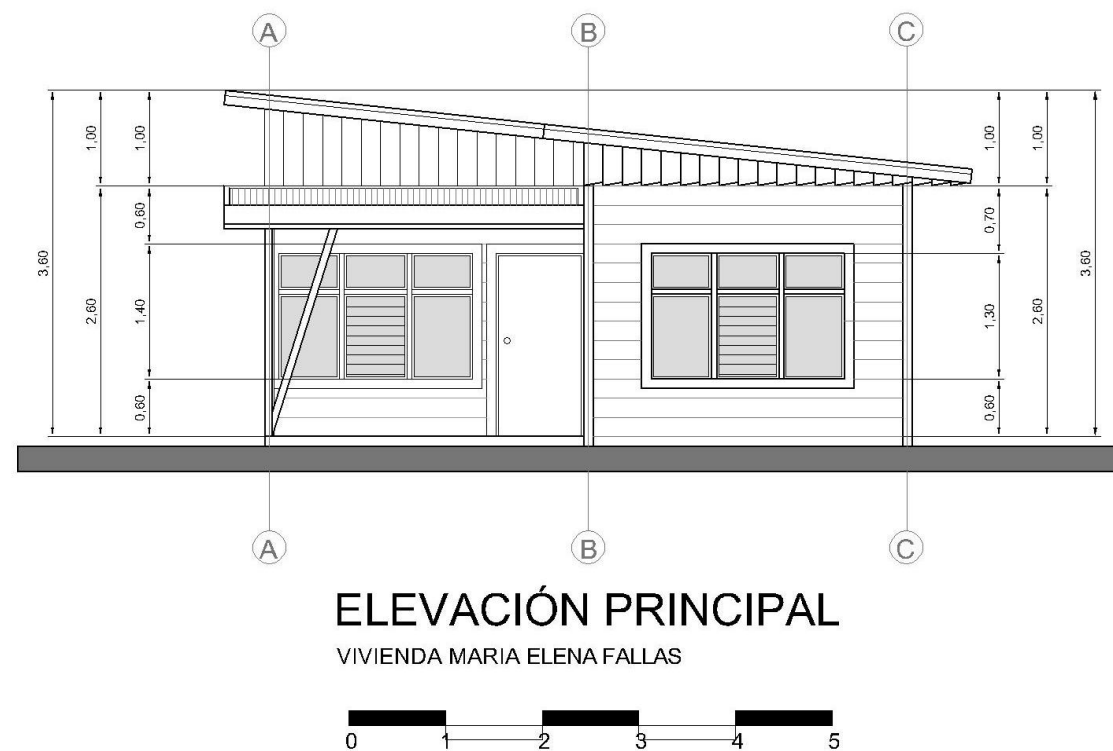 A B C
1,00 1,00 1,00 1,00
0,60 0,70
3,60 2,60 1,40 1,30 2,60 3,60
0,60 0,60
A B C
ELEVACIÓN PRINCIPAL
VIVIENDA MARIA ELENA FALLAS
0 1 2 3 4 5